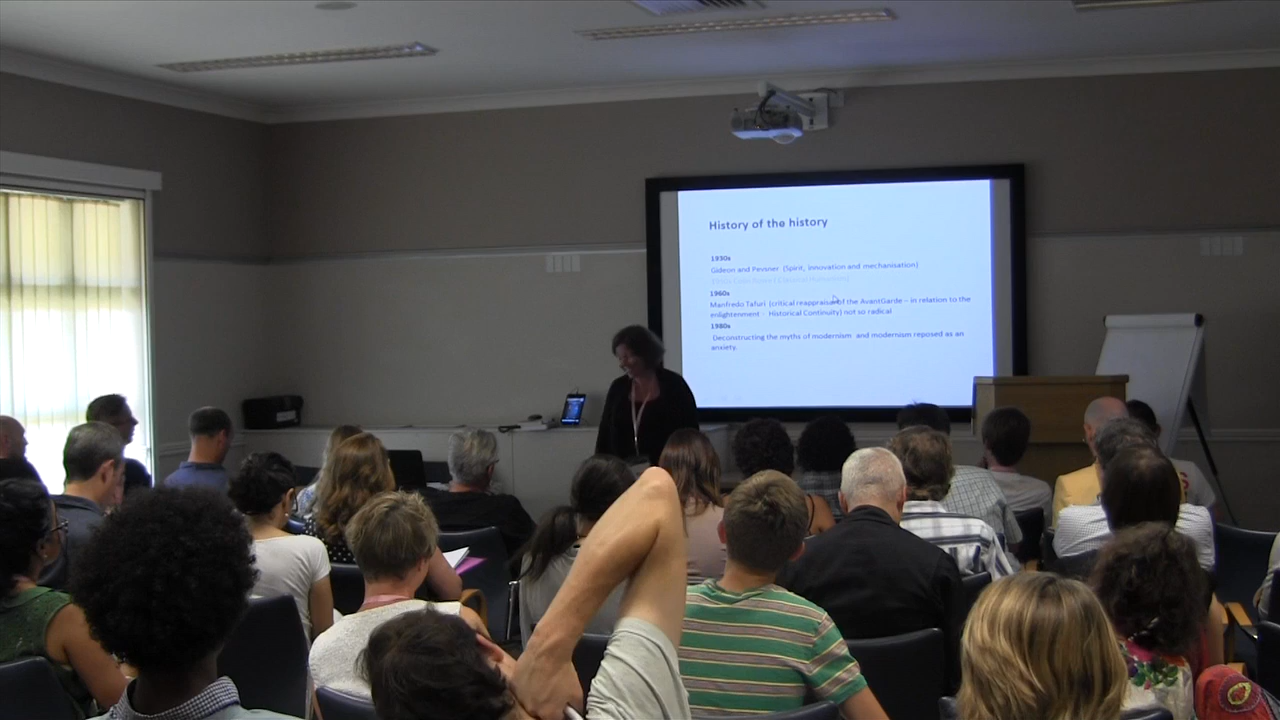 History of the history
1930s
Gideon and Pevsner (Spirit, innovation and mechanisation)
1960s
Manfredo Tafuri (critical reappraisal of the AvantGarde – in relation to the
enlightenment - Historical Continuity) not so radical
1980s
Deconstructing the myths of modernism and modernism reposed as an
anxiety.